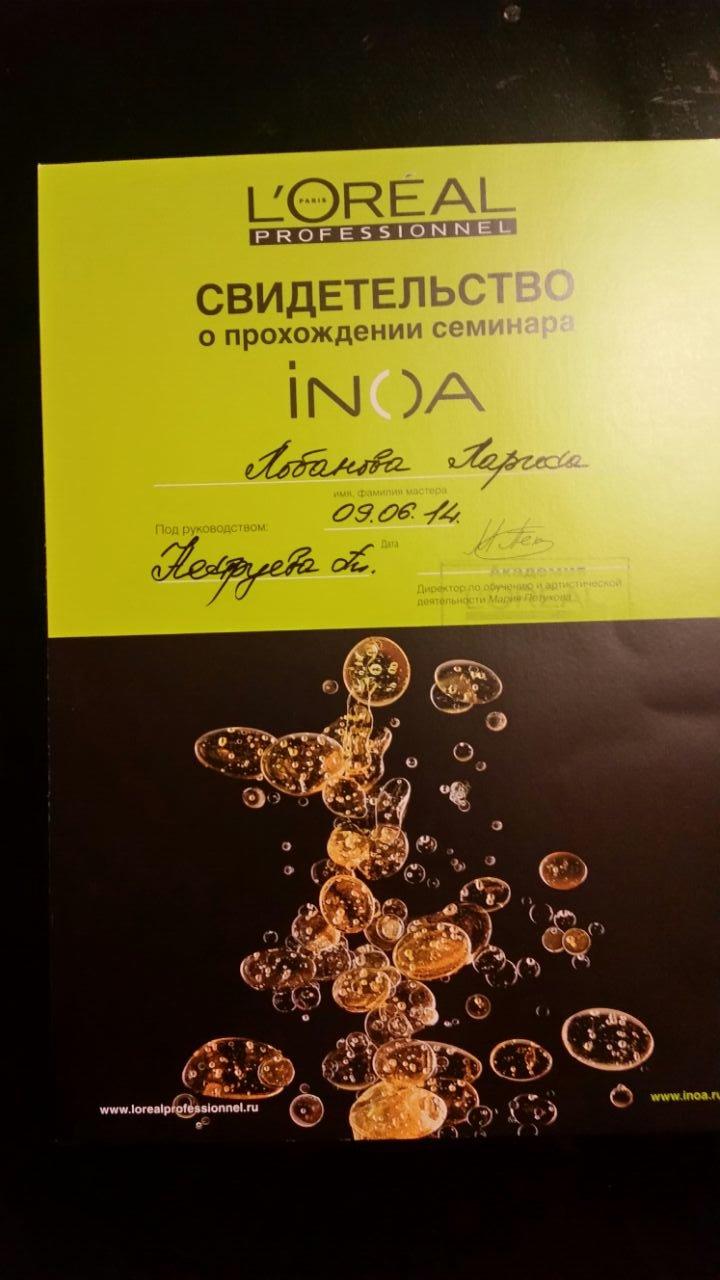 L'ORÉAL
PARIS
PROFESSIONNEL
СВИДЕТЕЛЬСТВО
о прохождении семинара
iNOA
Лобанова Лариса
имя, фамилия мастера
09.06.14.
Под руководством:
Дата
Академия
Директор по обучению и артистической
деятельности Мария Петухова
www.lorealprofessionnel.ru
www.inoa.ru